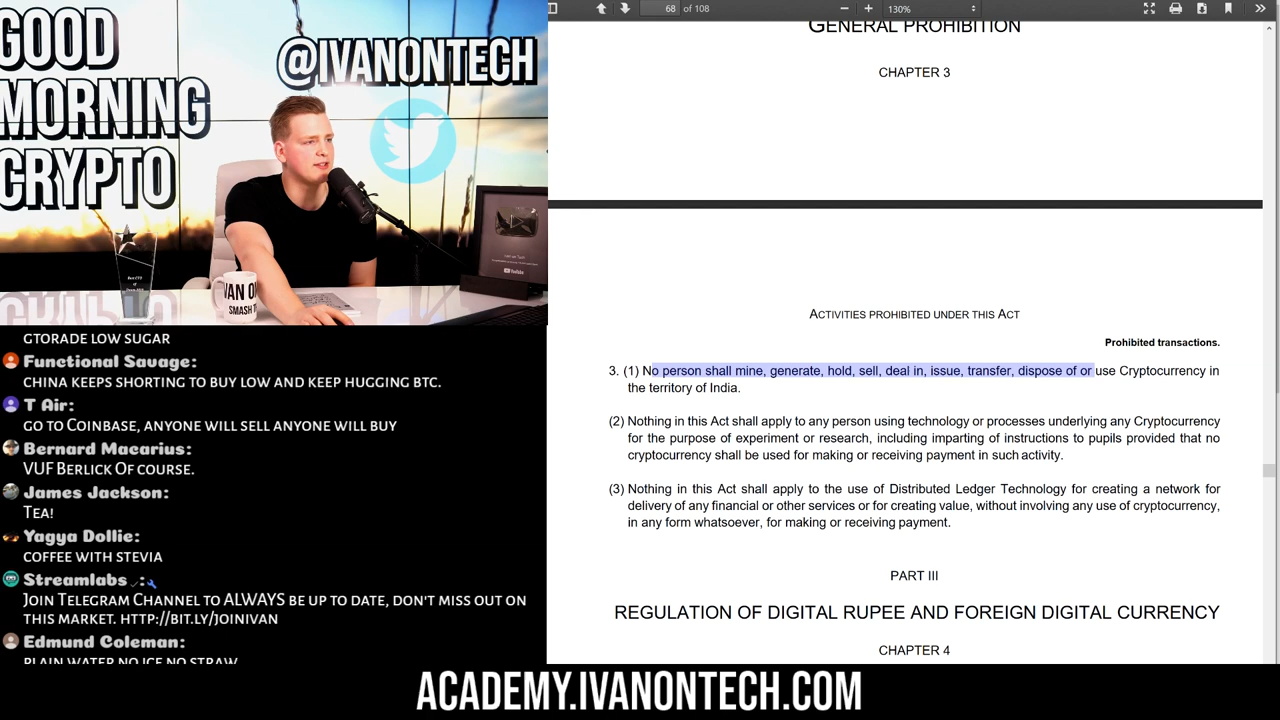 GOOD
MORNING
CRYPTO
@IVANONTECH
IVAN ON
SMASH T
YouTube
GTORADE LOW SUGAR
Functional Savage:
CHINA KEEPS SHORTING TO BUY LOW AND KEEP HUGGING BTC.
T Air:
GO TO COINBASE, ANYONE WILL SELL ANYONE WILL BUY
Bernard Macarius:
VUF BERLICK OF COURSE.
James Jackson:
TEA!
Yagya Dollie:
COFFEE WITH STEVIA
Streamlabs :
JOIN TELEGRAM CHANNEL TO ALWAYS BE UP TO DATE, DON'T MISS OUT ON
THIS MARKET. HTTP://BIT.LY/JOINIVAN
Edmund Coleman:
PLAIN WATER NO ICE NO STRAW
68 of 108
130%
GENERAL PROHIBITION
CHAPTER 3
ACTIVITIES PROHIBITED UNDER THIS ACT
Prohibited transactions.
3. (1) No person shall mine, generate, hold, sell, deal in, issue, transfer, dispose of or use Cryptocurrency in
the territory of India.
(2) Nothing in this Act shall apply to any person using technology or processes underlying any Cryptocurrency
for the purpose of experiment or research, including imparting of instructions to pupils provided that no
cryptocurrency shall be used for making or receiving payment in such activity.
(3) Nothing in this Act shall apply to the use of Distributed Ledger Technology for creating a network for
delivery of any financial or other services or for creating value, without involving any use of cryptocurrency,
in any form whatsoever, for making or receiving payment.
PART III
REGULATION OF DIGITAL RUPEE AND FOREIGN DIGITAL CURRENCY
CHAPTER 4
ACADEMY.IVANONTECH.COM